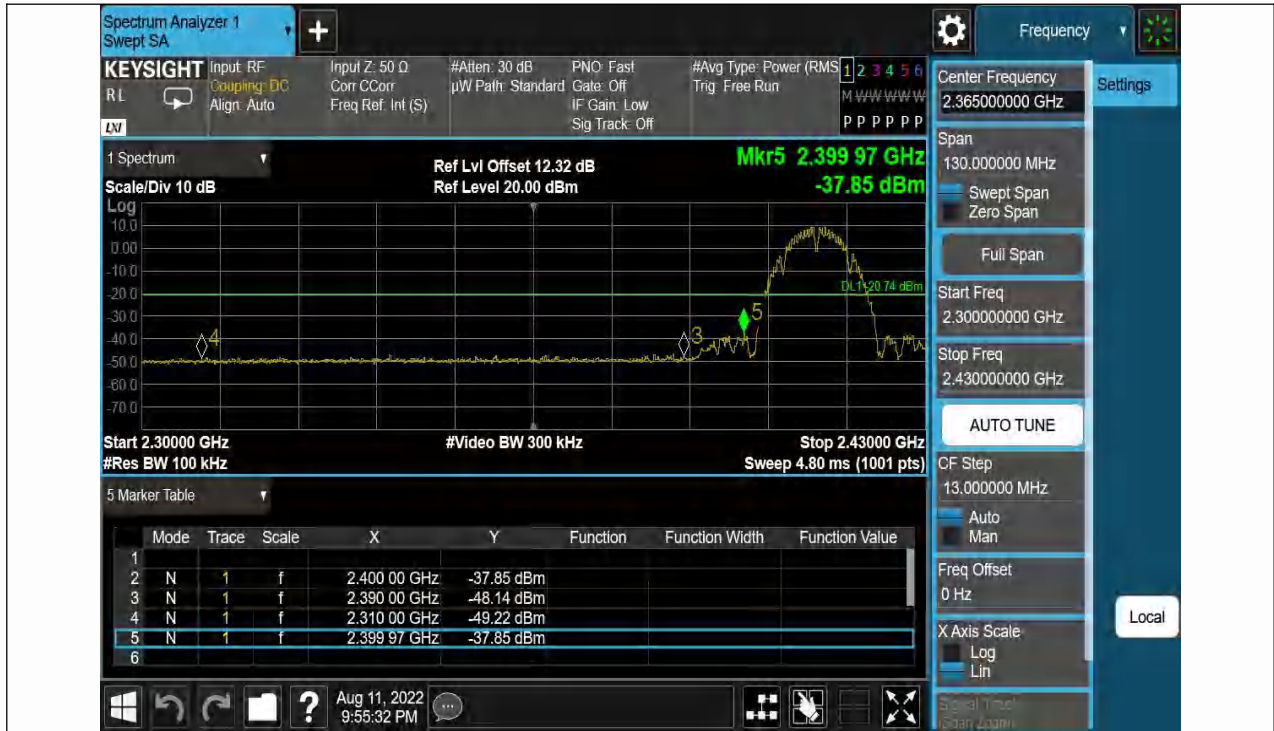 Spectrum Analyzer 1
Swept SA
+
Frequency
KEYSIGHT
RL
LXI
Input: RF
Coupling: DC
Align: Auto
Input Z: 50 Ω
Corr CCorr
Freq Ref: Int (S)
#Atten: 30 dB
µW Path: Standard
PNO: Fast
Gate: Off
IF Gain: Low
Sig Track: Off
#Avg Type: Power (RMS
Trig: Free Run
1 2 3 4 5 6
M W W W W W
P P P P P P
1 Spectrum
Scale/Div 10 dB
Ref Lvl Offset 12.32 dB
Ref Level 20.00 dBm
Mkr5 2.399 97 GHz
-37.85 dBm
Log
10.0
0.00
-10.0
-20.0
-30.0
-40.0
-50.0
-60.0
-70.0
DL1 -20.74 dBm
4
3
5
Start 2.30000 GHz
#Video BW 300 kHz
Stop 2.43000 GHz
#Res BW 100 kHz
Sweep 4.80 ms (1001 pts)
5 Marker Table
Mode Trace Scale X Y Function Function Width Function Value
1
2 N 1 f 2.400 00 GHz -37.85 dBm
3 N 1 f 2.390 00 GHz -48.14 dBm
4 N 1 f 2.310 00 GHz -49.22 dBm
5 N 1 f 2.399 97 GHz -37.85 dBm
6
?
Aug 11, 2022
9:55:32 PM
Center Frequency
2.365000000 GHz
Span
130.000000 MHz
Swept Span
Zero Span
Full Span
Start Freq
2.300000000 GHz
Stop Freq
2.430000000 GHz
AUTO TUNE
CF Step
13.000000 MHz
Auto
Man
Freq Offset
0 Hz
X Axis Scale
Log
Lin
Signal Track
(Span Zoom)
Settings
Local